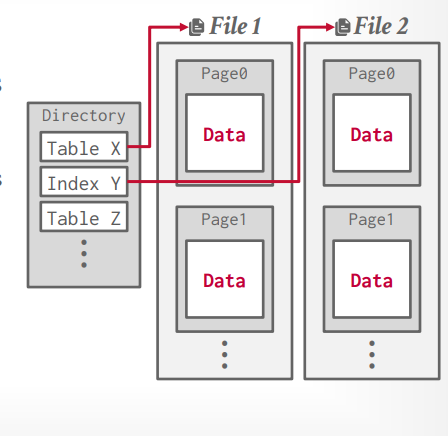 File 1
File 2
Page0
Page0
Directory
Data
Data
Table X
Index Y
Table Z
Page1
Page1
Data
Data